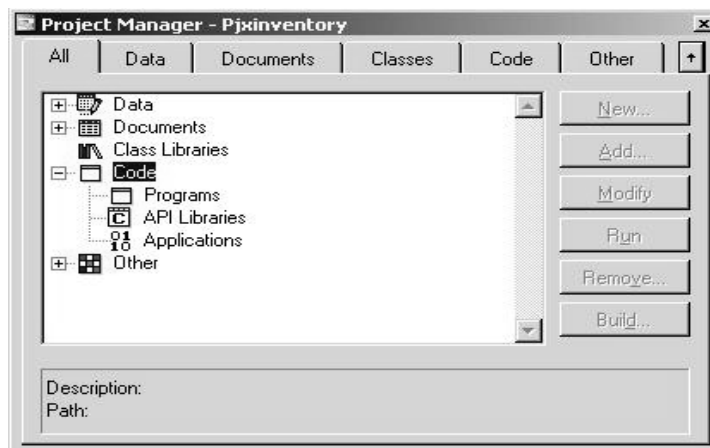 Project Manager - Pjxinventory
All Data Documents Classes Code Other
Data
Documents
Class Libraries
Code
Programs
API Libraries
Applications
Other
New...
Add...
Modify
Run
Remove...
Build...
Description:
Path: